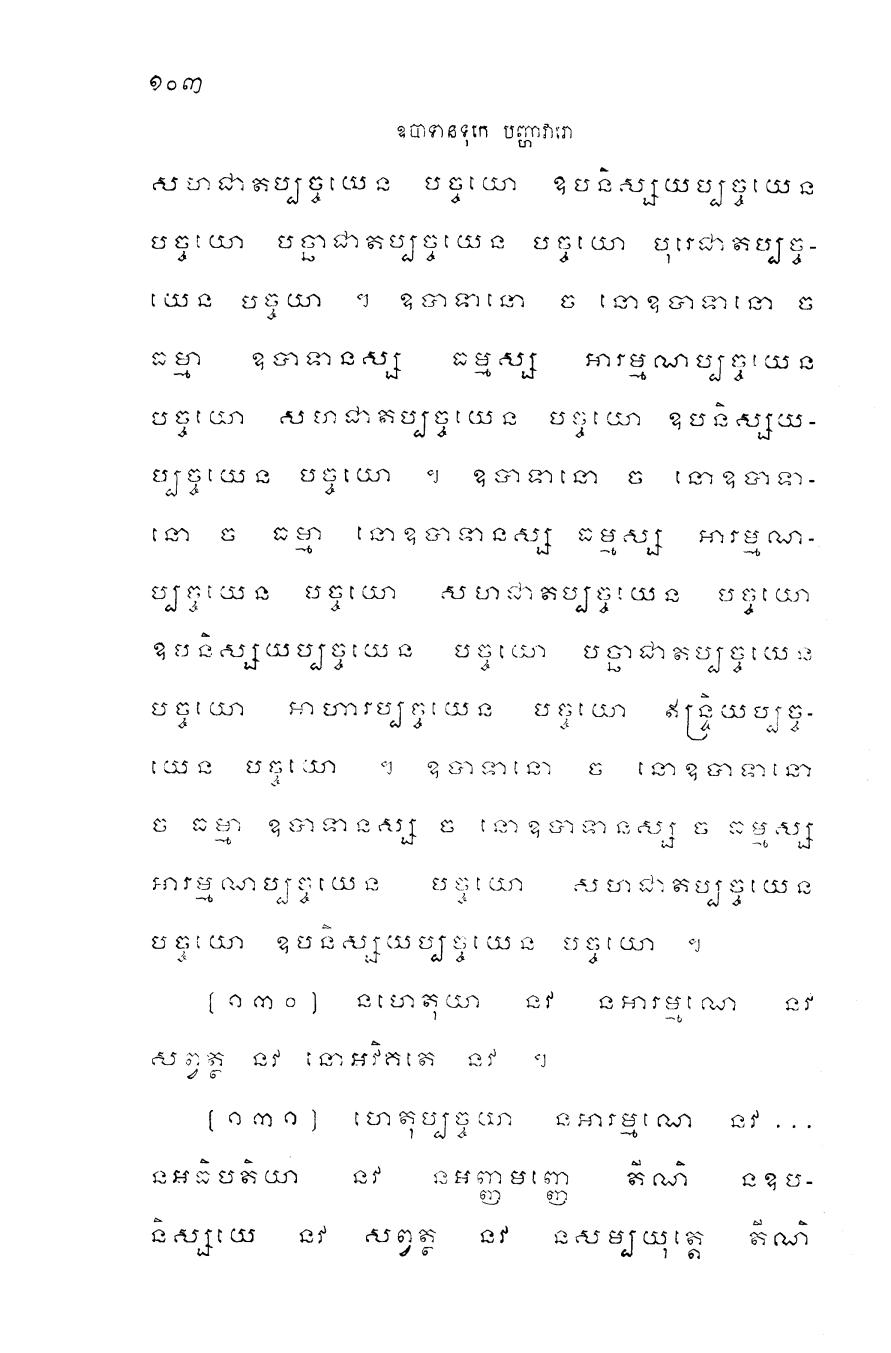 ១០៣
ឧបាទានទុកេ បញ្ហាវារោ
សហជាតប្បច្ចយេន បច្ចយោ ឧបនិស្សយប្បច្ចយេន
បច្ចយោ បច្ឆាជាតប្បច្ចយេន បច្ចយោ បុរេជាតប្បច្ច-
យេន បច្ចយោ ។ ឧបាទានោ ច នោឧបាទានោ ច
ធម្មា ឧបាទានស្ស ធម្មស្ស អារម្មណប្បច្ចយេន
បច្ចយោ សហជាតប្បច្ចយេន បច្ចយោ ឧបនិស្សយ-
ប្បច្ចយេន បច្ចយោ ។ ឧបាទានោ ច នោឧបាទា-
នោ ច ធម្មា នោឧបាទានស្ស ធម្មស្ស អារម្មណ-
ប្បច្ចយេន បច្ចយោ សហជាតប្បច្ចយេន បច្ចយោ
ឧបនិស្សយប្បច្ចយេន បច្ចយោ បច្ឆាជាតប្បច្ចយេន
បច្ចយោ អាហារប្បច្ចយេន បច្ចយោ ឥន្ទ្រិយប្បច្ច-
យេន បច្ចយោ ។ ឧបាទានោ ច នោឧបាទានោ
ច ធម្មា ឧបាទានស្ស ច នោឧបាទានស្ស ច ធម្មស្ស
អារម្មណប្បច្ចយេន បច្ចយោ សហជាតប្បច្ចយេន
បច្ចយោ ឧបនិស្សយប្បច្ចយេន បច្ចយោ ។
[១៣០] នហេតុយា នវ នអារម្មណោ នវ
សព្វត្ថ នវ នោអវិគតេ នវ ។
[១៣១] ហេតុប្បច្ចយា នអារម្មណោ នវ ...
នអធិបតិយា នវ នអញ្ញមញ្ញេ តីណិ នឧប-
និស្សយេ នវ សព្វត្ថ នវ នសម្បយុត្តេ តីណិ